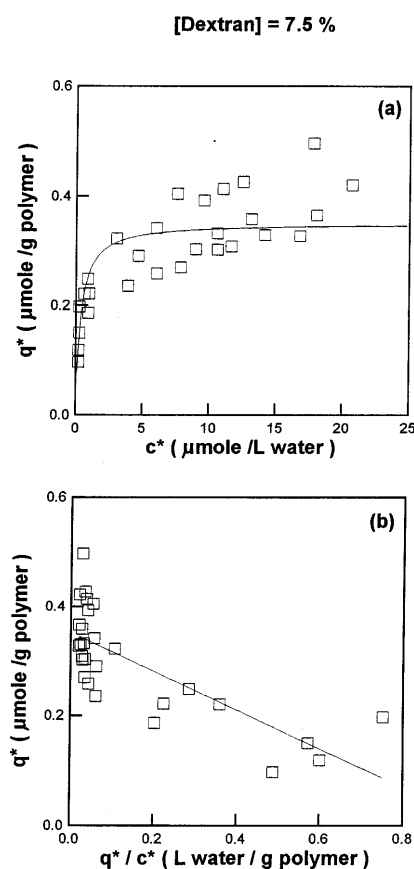 [Dextran] = 7.5 %
(a)
q* ( µmole /g polymer )
0.6
0.4
0.2
0.0
0 5 10 15 20 25
c* ( µmole /L water )
(b)
q* ( µmole /g polymer )
0.6
0.4
0.2
0.0
0.0 0.2 0.4 0.6 0.8
q* / c* ( L water / g polymer )